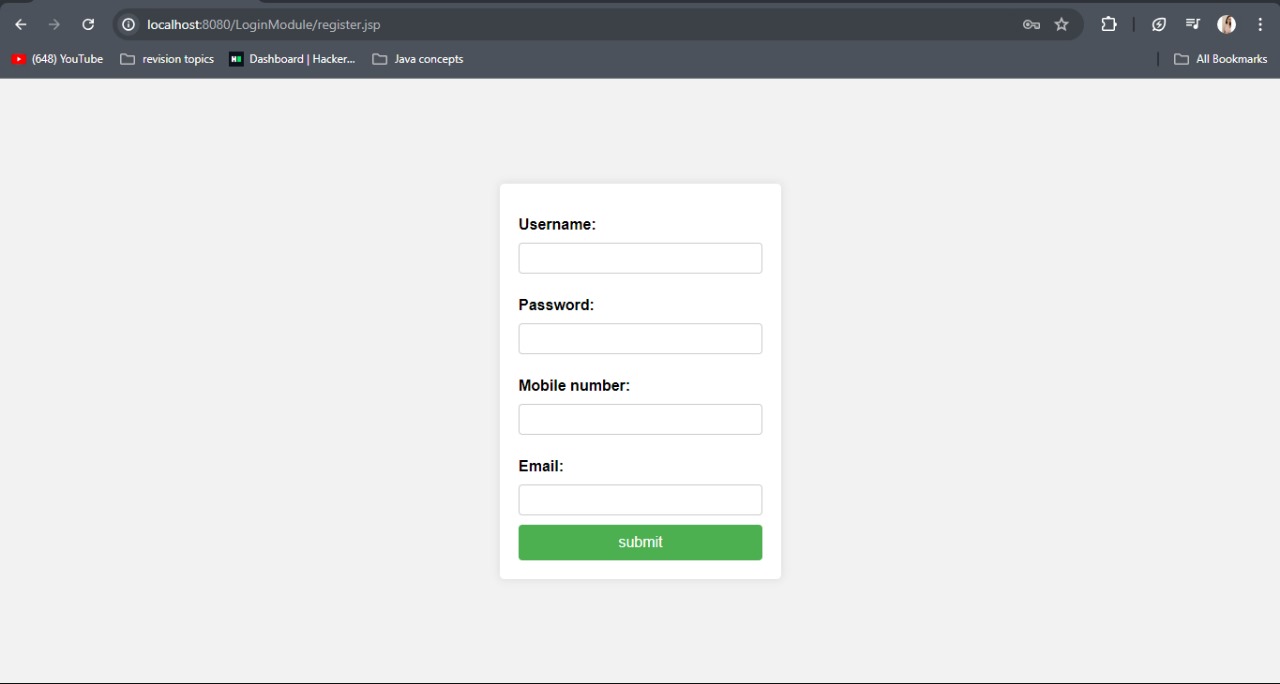 localhost:8080/LoginModule/register.jsp
(648) YouTube revision topics Dashboard | Hacker... Java concepts All Bookmarks
Username:
Password:
Mobile number:
Email:
submit